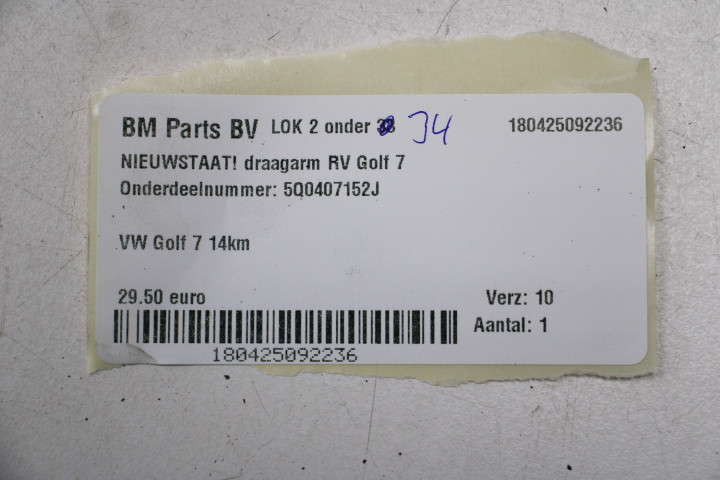 BM Parts BV LOK 2 onder 34 180425092236
NIEUWSTAAT! draagarm RV Golf 7
Onderdeelnummer: 5Q0407152J
VW Golf 7 14km
29.50 euro Verz: 10
Aantal: 1
180425092236